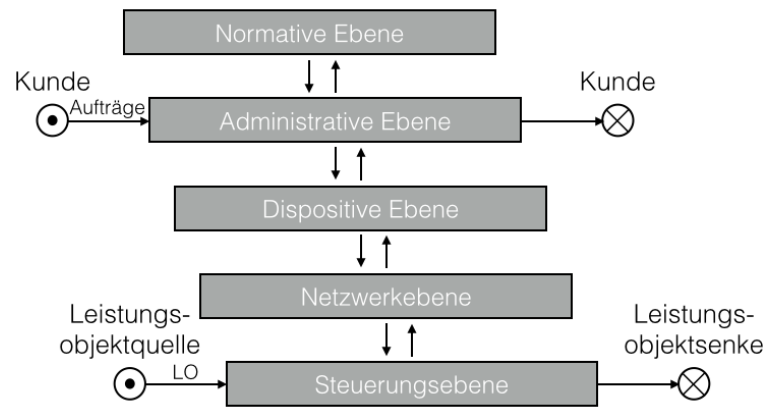 Normative Ebene
Kunde
Kunde
Aufträge
Administrative Ebene
Dispositive Ebene
Netzwerkebene
Leistungs-
objektquelle
Leistungs-
objektsenke
LO
Steuerungsebene